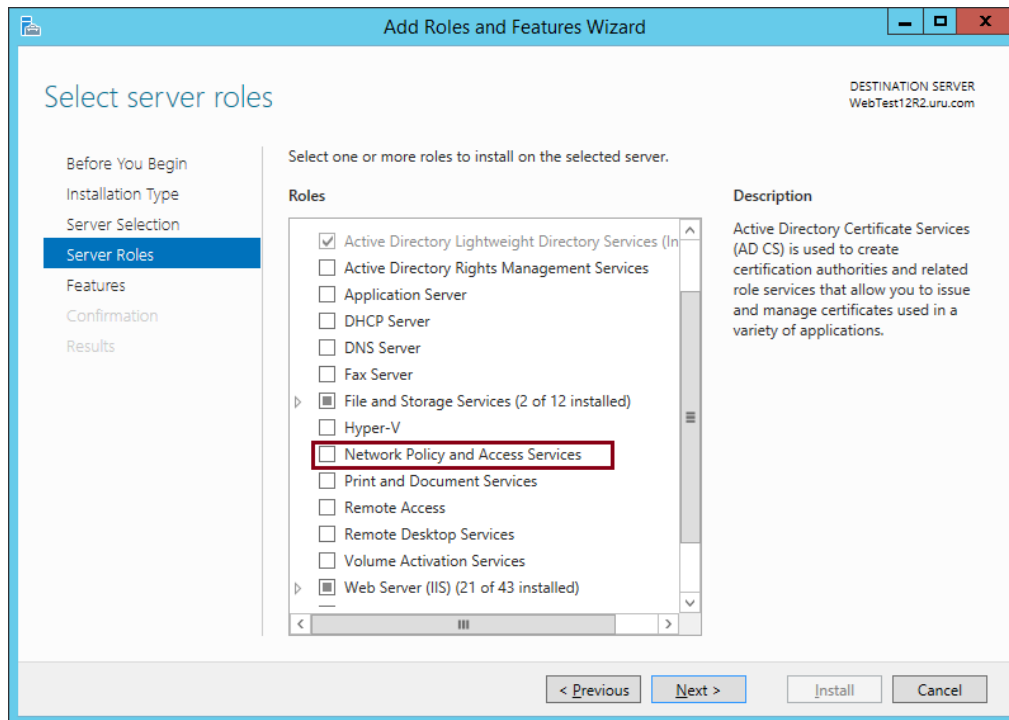 Add Roles and Features Wizard
Select server roles
DESTINATION SERVER
WebTest12R2.uru.com
Before You Begin
Installation Type
Server Selection
Server Roles
Features
Confirmation
Results
Select one or more roles to install on the selected server.
Roles
Active Directory Lightweight Directory Services (In
Active Directory Rights Management Services
Application Server
DHCP Server
DNS Server
Fax Server
File and Storage Services (2 of 12 installed)
Hyper-V
Network Policy and Access Services
Print and Document Services
Remote Access
Remote Desktop Services
Volume Activation Services
Web Server (IIS) (21 of 43 installed)
Description
Active Directory Certificate Services
(AD CS) is used to create
certification authorities and related
role services that allow you to issue
and manage certificates used in a
variety of applications.
< Previous
Next >
Install
Cancel